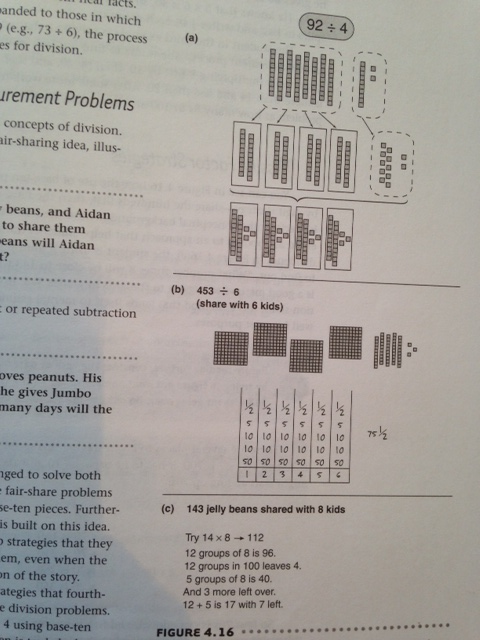 panded to those in which
(e.g., 73 ÷ 6), the process
es for division.
urement Problems
concepts of division.
air-sharing idea, illus-
y beans, and Aidan
to share them
beans will Aidan
t?
t or repeated subtraction
oves peanuts. His
he gives Jumbo
many days will the
nged to solve both
fair-share problems
se-ten pieces. Further-
is built on this idea.
o strategies that they
em, even when the
on of the story.
ategies that fourth-
e division problems.
4 using base-ten
92 ÷ 4
(a)
(b) 453 ÷ 6
(share with 6 kids)
½ ½ ½ ½ ½ ½
5 5 5 5 5 5
10 10 10 10 10 10
10 10 10 10 10 10
50 50 50 50 50 50
1 2 3 4 5 6
75 ½
(c) 143 jelly beans shared with 8 kids
Try 14 × 8 → 112
12 groups of 8 is 96.
12 groups in 100 leaves 4.
5 groups of 8 is 40.
And 3 more left over.
12 + 5 is 17 with 7 left.
FIGURE 4.16